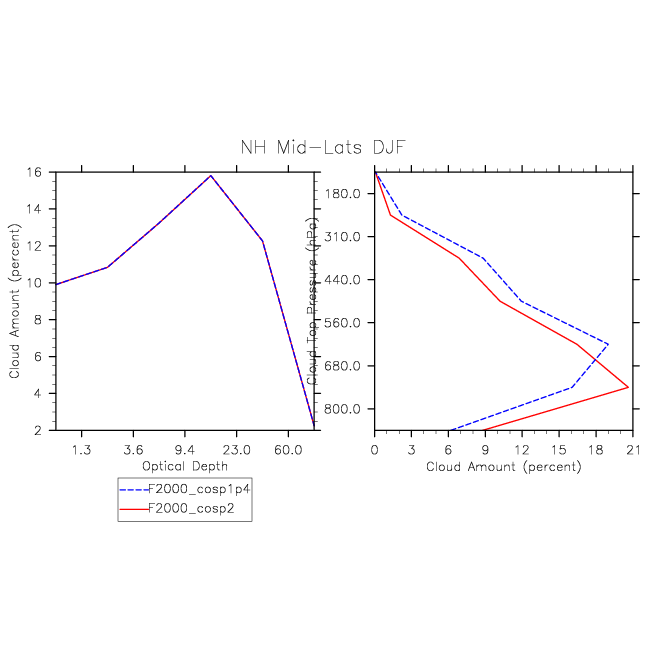 NH Mid-Lats DJF
Cloud Amount (percent)
16
14
12
10
8
6
4
2
1.3 3.6 9.4 23.0 60.0
Optical Depth
Cloud Top Pressure (hPa)
180.0
310.0
440.0
560.0
680.0
800.0
0 3 6 9 12 15 18 21
Cloud Amount (percent)
F2000_cosp1p4
F2000_cosp2